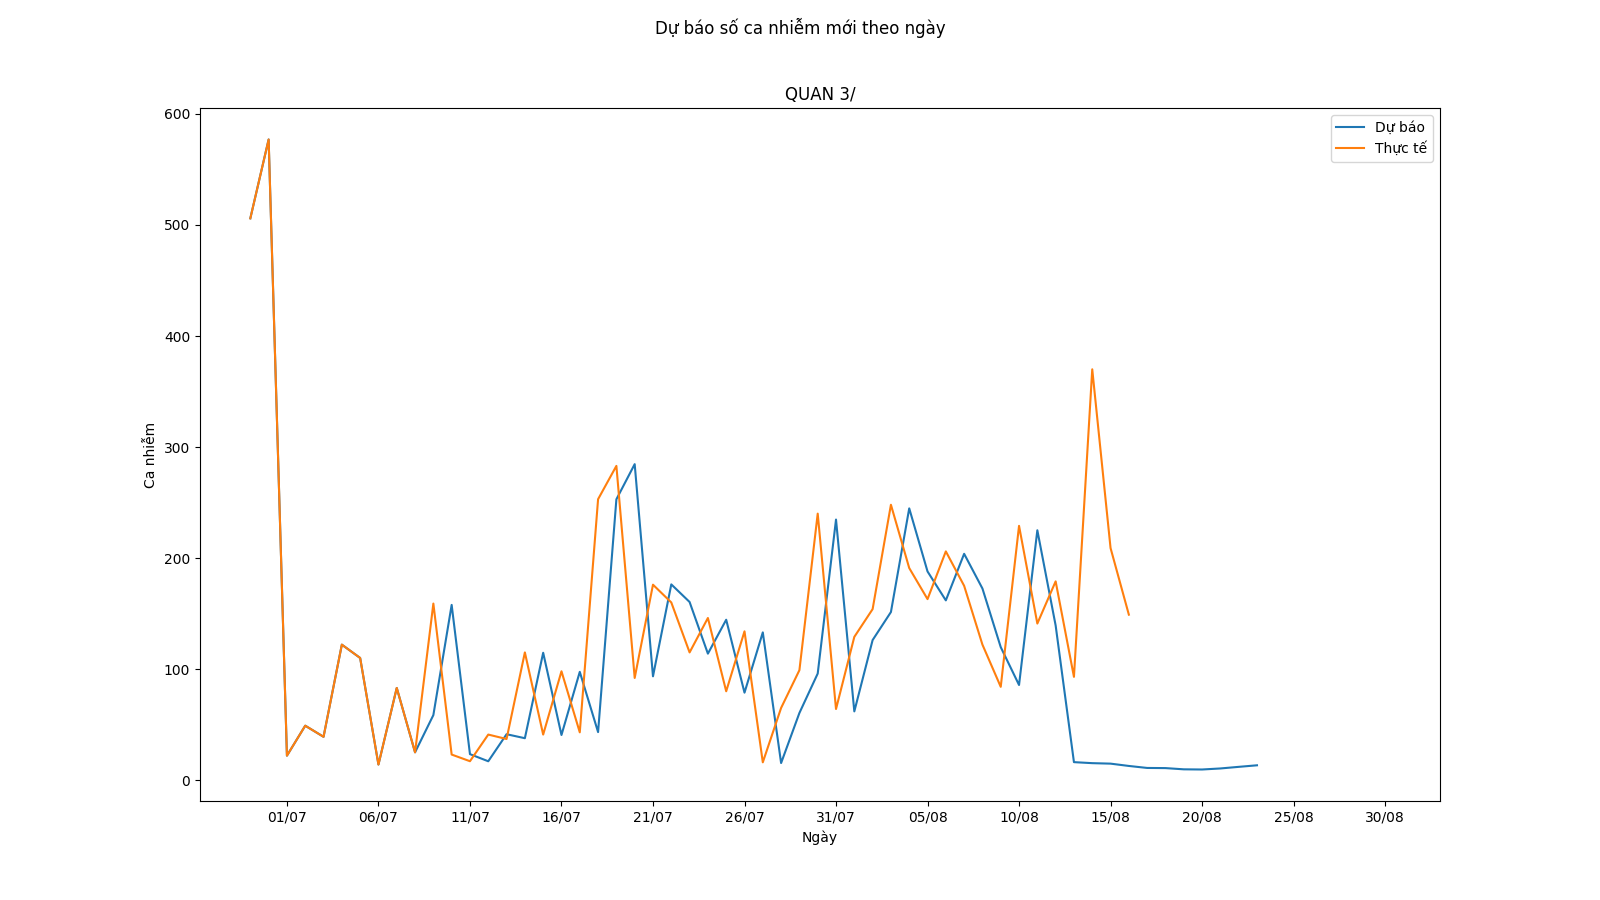 Dự báo số ca nhiễm mới theo ngày
QUAN 3/
600
500
400
300
200
100
0
Ca nhiễm
Dự báo
Thực tế
01/07 06/07 11/07 16/07 21/07 26/07 31/07 05/08 10/08 15/08 20/08 25/08 30/08
Ngày